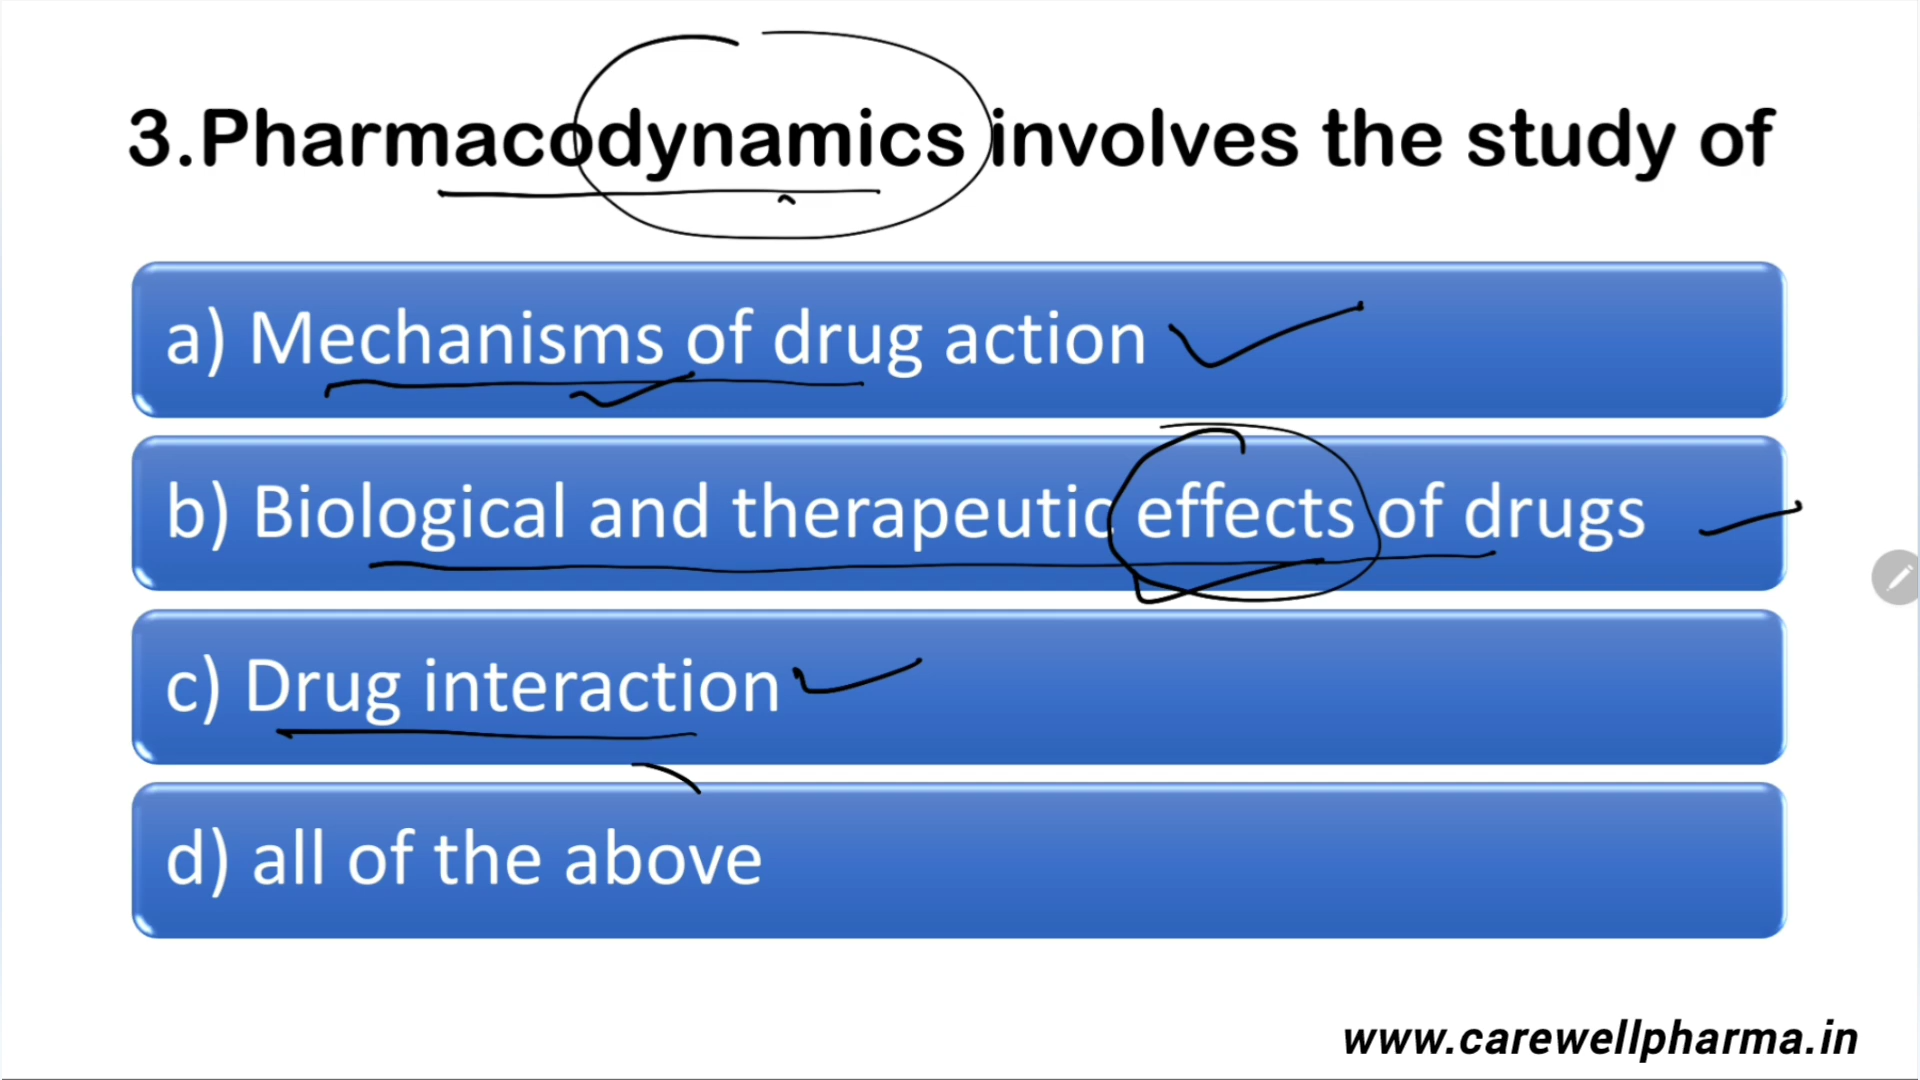 3.Pharmacodynamics involves the study of
a) Mechanisms of drug action
b) Biological and therapeutic effects of drugs
c) Drug interaction
d) all of the above
www.carewellpharma.in